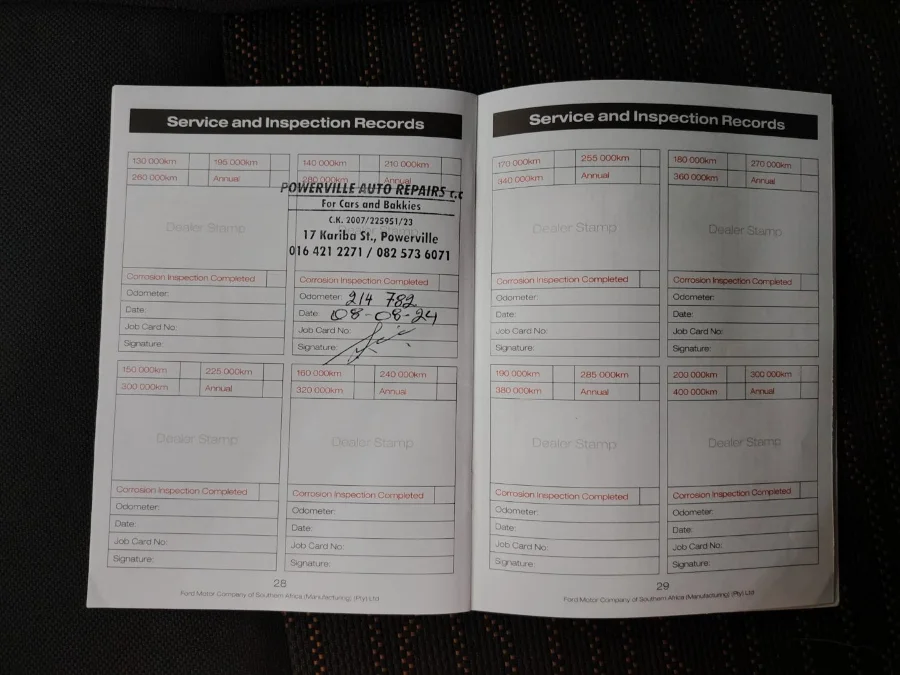 Service and Inspection Records
130 000km 195 000km
260 000km Annual
Dealer Stamp
Corrosion Inspection Completed
Odometer:
Date:
Job Card No:
Signature:
140 000km 210 000km
280 000km Annual
POWERVILLE AUTO REPAIRS c.c
For Cars and Bakkies
C.K. 2007/225951/23
17 Kariba St., Powerville
016 421 2271 / 082 573 6071
Corrosion Inspection Completed
Odometer: 214 782
Date: 08-08-24
Job Card No:
Signature:
150 000km 225 000km
300 000km Annual
Dealer Stamp
Corrosion Inspection Completed
Odometer:
Date:
Job Card No:
Signature:
160 000km 240 000km
320 000km Annual
Dealer Stamp
Corrosion Inspection Completed
Odometer:
Date:
Job Card No:
Signature:
28
Ford Motor Company of Southern Africa (Manufacturing) (Pty) Ltd
Service and Inspection Records
170 000km 255 000km
340 000km Annual
Dealer Stamp
Corrosion Inspection Completed
Odometer:
Date:
Job Card No:
Signature:
180 000km 270 000km
360 000km Annual
Dealer Stamp
Corrosion Inspection Completed
Odometer:
Date:
Job Card No:
Signature:
190 000km 285 000km
380 000km Annual
Dealer Stamp
Corrosion Inspection Completed
Odometer:
Date:
Job Card No:
Signature:
200 000km 300 000km
400 000km Annual
Dealer Stamp
Corrosion Inspection Completed
Odometer:
Date:
Job Card No:
Signature:
29
Ford Motor Company of Southern Africa (Manufacturing) (Pty) Ltd